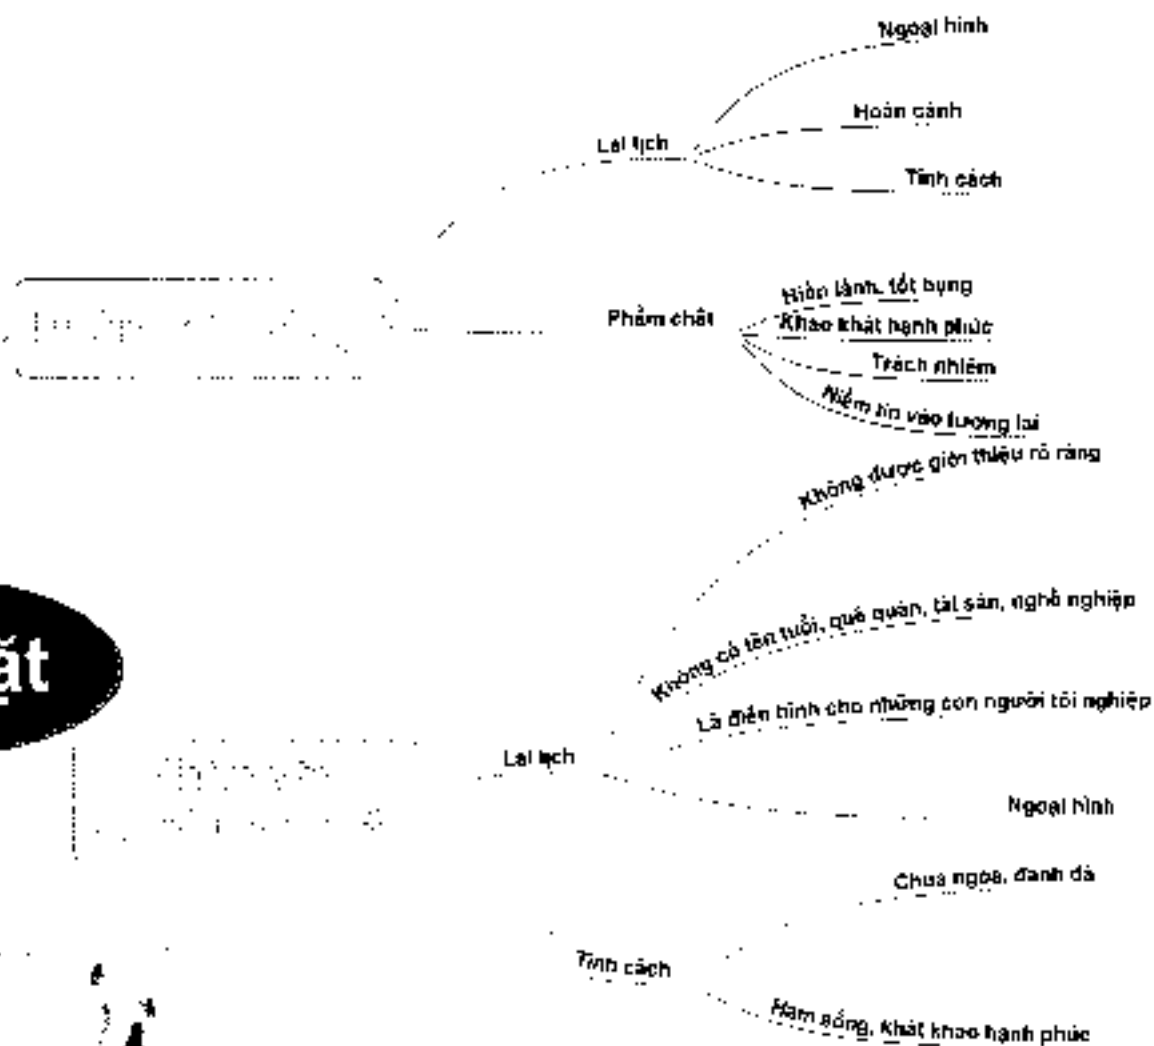 Ngoại hình
Hoàn cảnh
Lai lịch
Tính cách
Hiền lành, tốt bụng
Phẩm chất
Khao khát hạnh phúc
Trách nhiệm
Niềm tin vào tương lai
Không được giới thiệu rõ ràng
Không có tên tuổi, quê quán, tài sản, nghề nghiệp
ặt
Là điển hình cho những con người tội nghiệp
Lai lịch
Ngoại hình
Chua ngoa, đanh đá
Tính cách
Ham sống, khát khao hạnh phúc